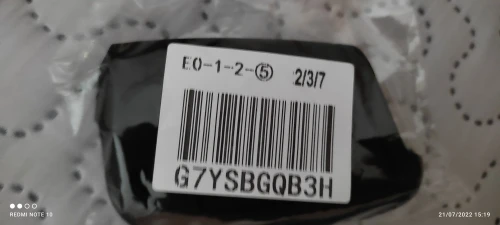 E0-1-2-⑤ 2/3/7
G7YSBGQB3H
REDMI NOTE 10
21/07/2022 15:19